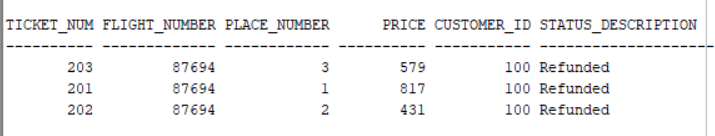 TICKET_NUM FLIGHT_NUMBER PLACE_NUMBER PRICE CUSTOMER_ID STATUS_DESCRIPTION
---------- ------------- ------------ ---------- ----------- --------------------
203 87694 3 579 100 Refunded
201 87694 1 817 100 Refunded
202 87694 2 431 100 Refunded